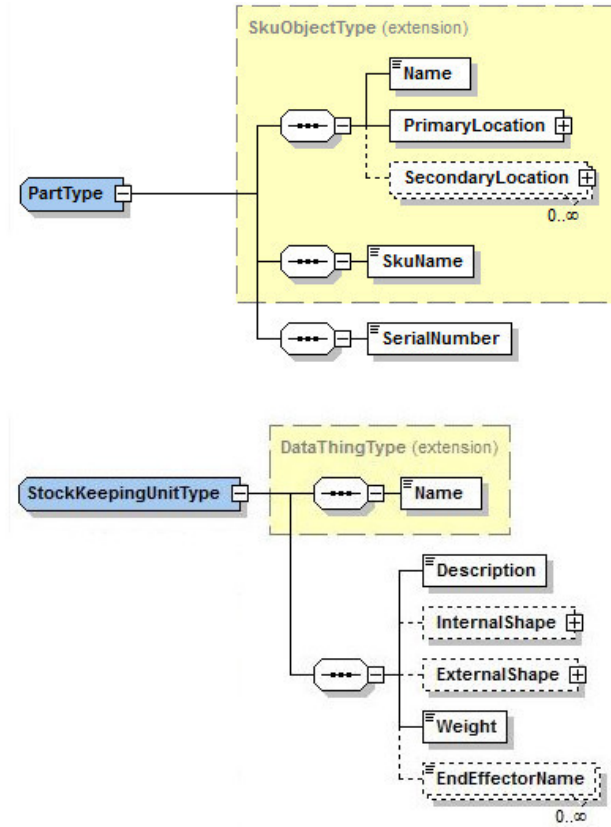 SkuObjectType (extension)
Name
PrimaryLocation
PartType
SecondaryLocation
0..∞
SkuName
SerialNumber
DataThingType (extension)
StockKeepingUnitType
Name
Description
InternalShape
ExternalShape
Weight
EndEffectorName
0..∞